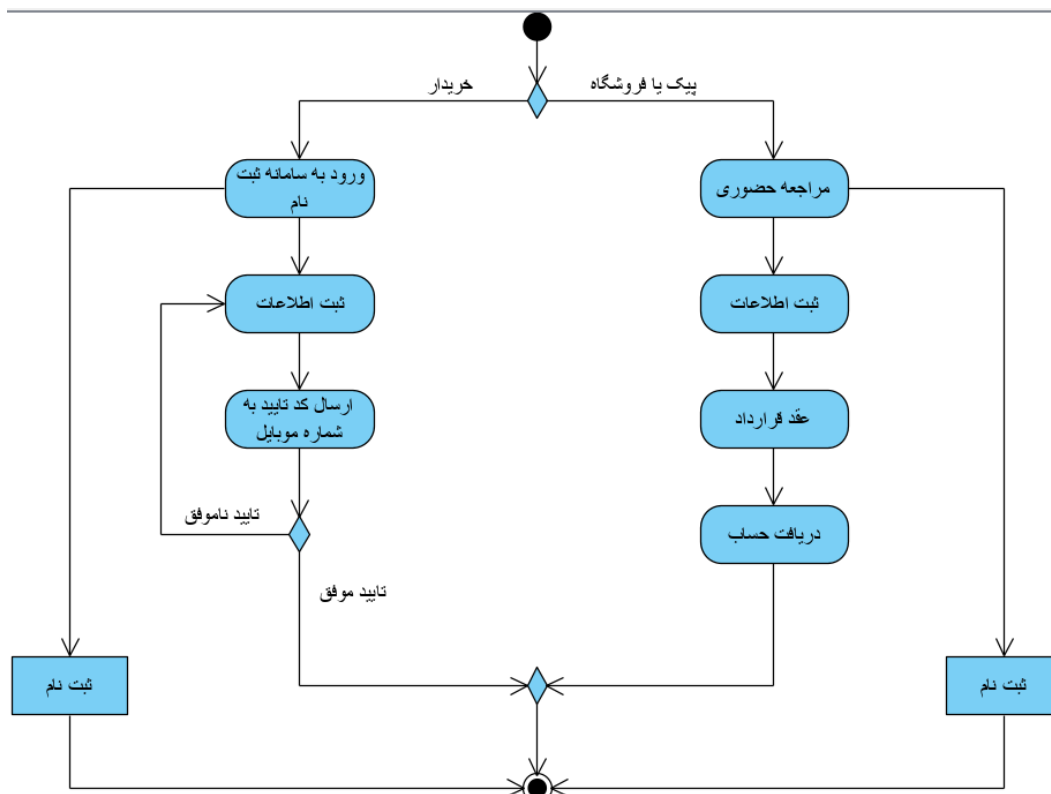 پیک یا فروشگاه
خریدار
مراجعه حضوری
ورود به سامانه ثبت
نام
ثبت اطلاعات
ثبت اطلاعات
عقد قرارداد
ارسال کد تایید به
شماره موبایل
دریافت حساب
تایید ناموفق
تایید موفق
ثبت نام
ثبت نام